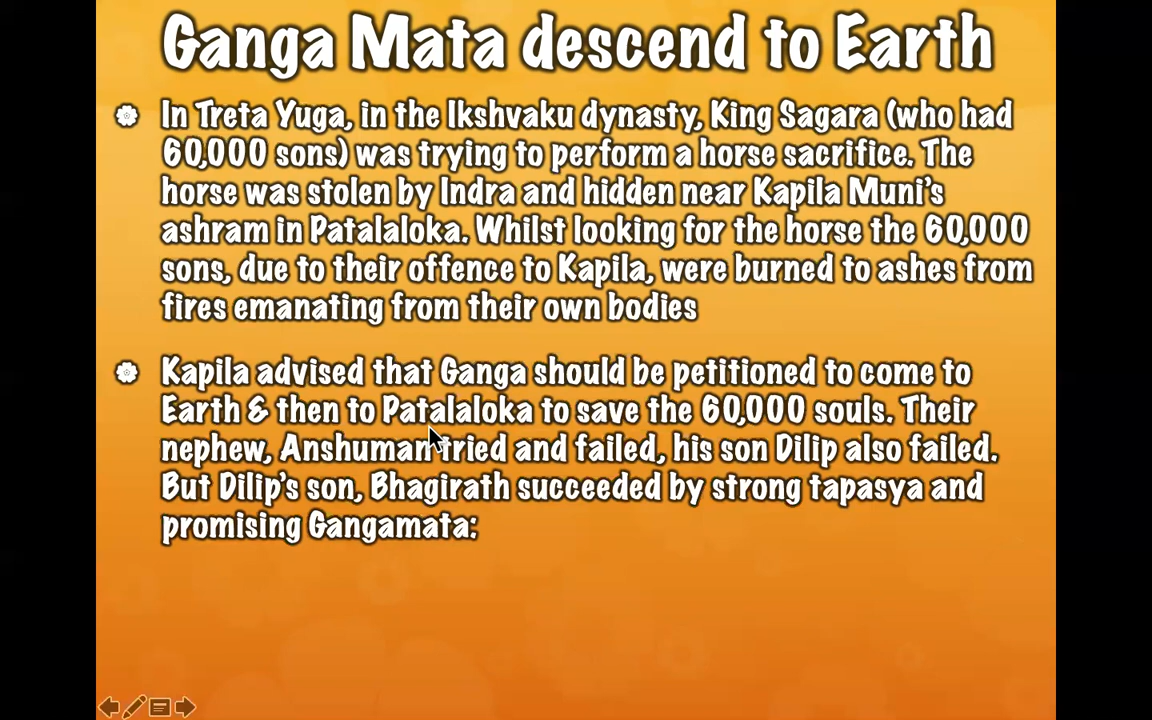 Ganga Mata descend to Earth
In Treta Yuga, in the Ikshvaku dynasty, King Sagara (who had
60,000 sons) was trying to perform a horse sacrifice. The
horse was stolen by Indra and hidden near Kapila Muni's
ashram in Patalaloka. Whilst looking for the horse the 60,000
sons, due to their offence to Kapila, were burned to ashes from
fires emanating from their own bodies
Kapila advised that Ganga should be petitioned to come to
Earth & then to Patalaloka to save the 60,000 souls. Their
nephew, Anshuman tried and failed, his son Dilip also failed.
But Dilip's son, Bhagirath succeeded by strong tapasya and
promising Gangamata: